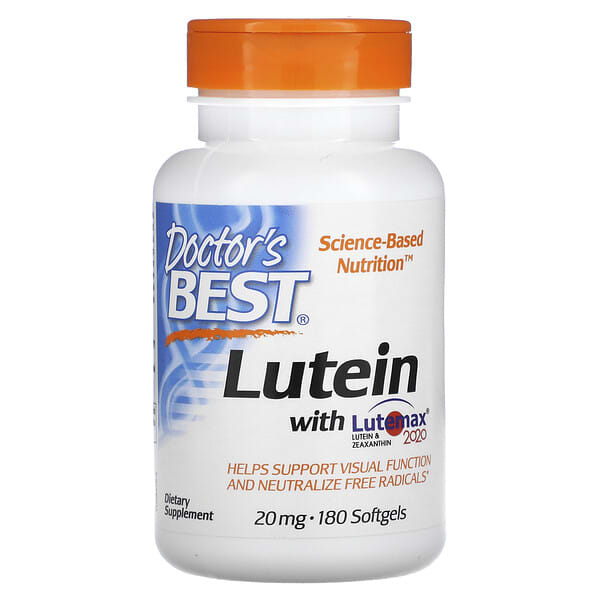 Doctor's
BEST®
Science-Based
Nutrition™
Lutein
with Lutemax®
2020
LUTEIN &
ZEAXANTHIN
HELPS SUPPORT VISUAL FUNCTION
AND NEUTRALIZE FREE RADICALS*
Dietary
Supplement
20 mg • 180 Softgels